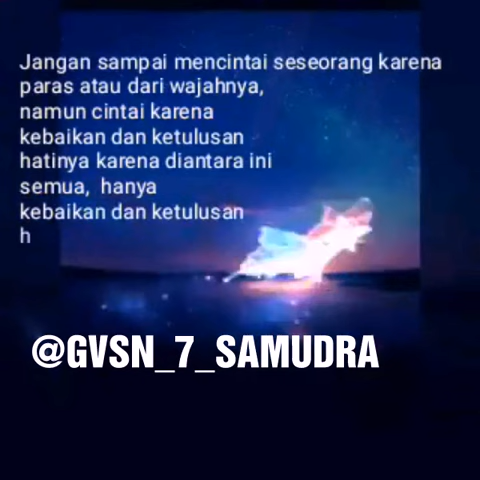 Jangan sampai mencintai seseorang karena
paras atau dari wajahnya,
namun cintai karena
kebaikan dan ketulusan
hatinya karena diantara ini
semua, hanya
kebaikan dan ketulusan
h
@GVSN_7_SAMUDRA